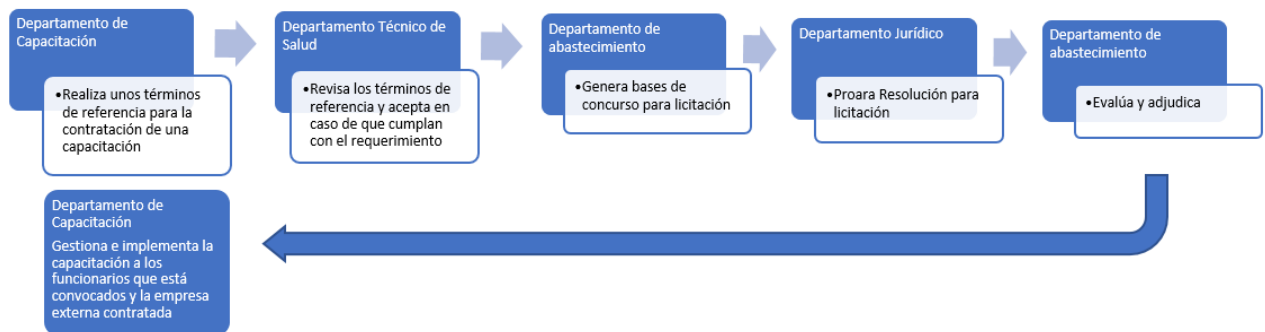 Departamento de
Capacitación
•Realiza unos términos
de referencia para la
contratación de una
capacitación
Departamento Técnico de
Salud
•Revisa los términos de
referencia y acepta en
caso de que cumplan
con el requerimiento
Departamento de
abastecimiento
•Genera bases de
concurso para licitación
Departamento Jurídico
•Proara Resolución para
licitación
Departamento de
abastecimiento
•Evalúa y adjudica
Departamento de
Capacitación
Gestiona e implementa la
capacitación a los
funcionarios que está
convocados y la empresa
externa contratada